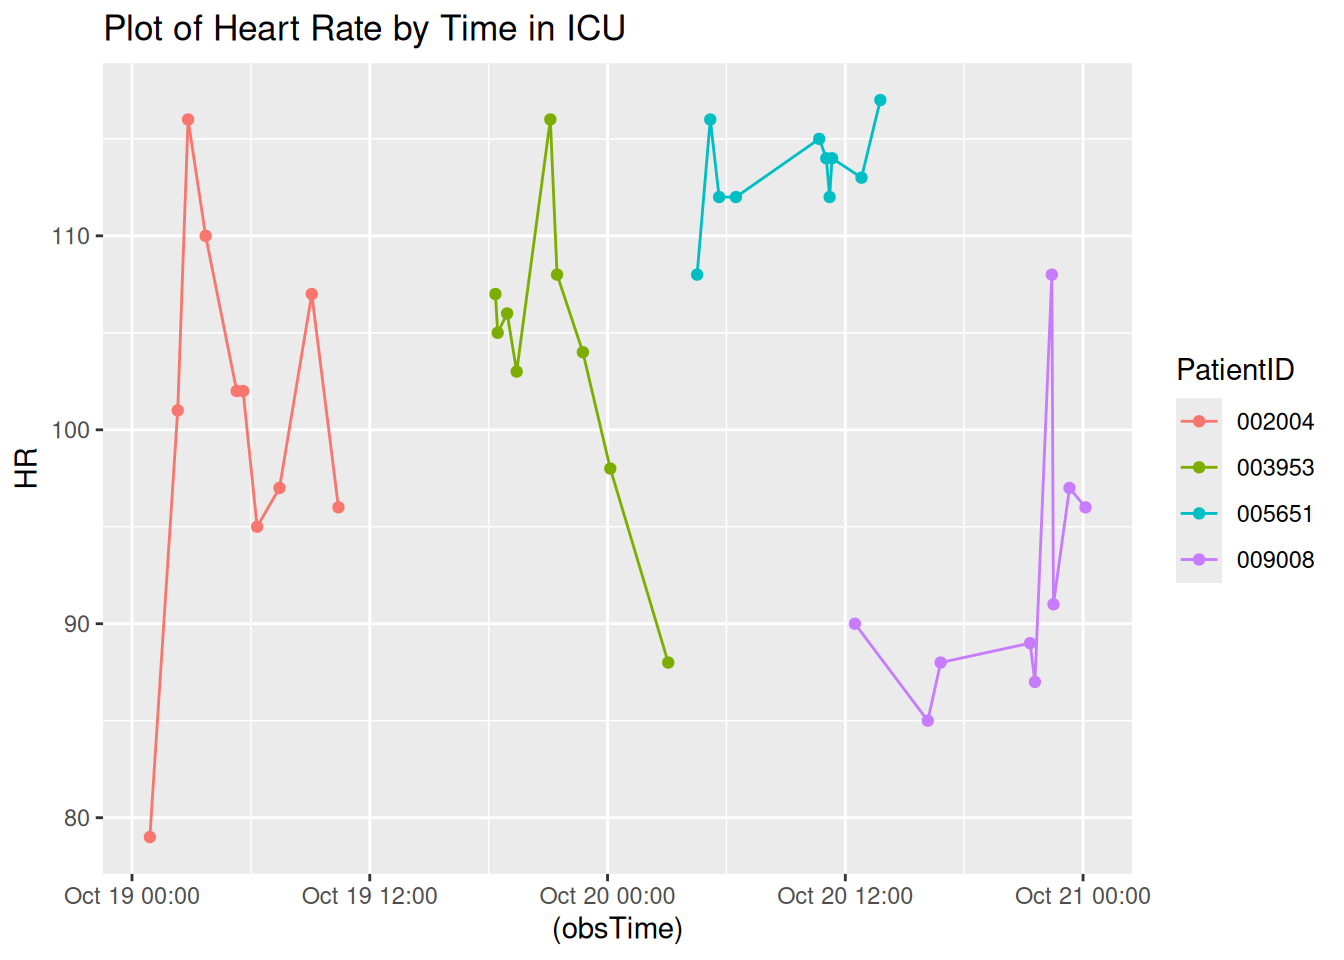 Plot of Heart Rate by Time in ICU
110
100
90
80
HR
Oct 19 00:00
Oct 19 12:00
Oct 20 00:00
Oct 20 12:00
Oct 21 00:00
(obsTime)
PatientID
002004
003953
005651
009008